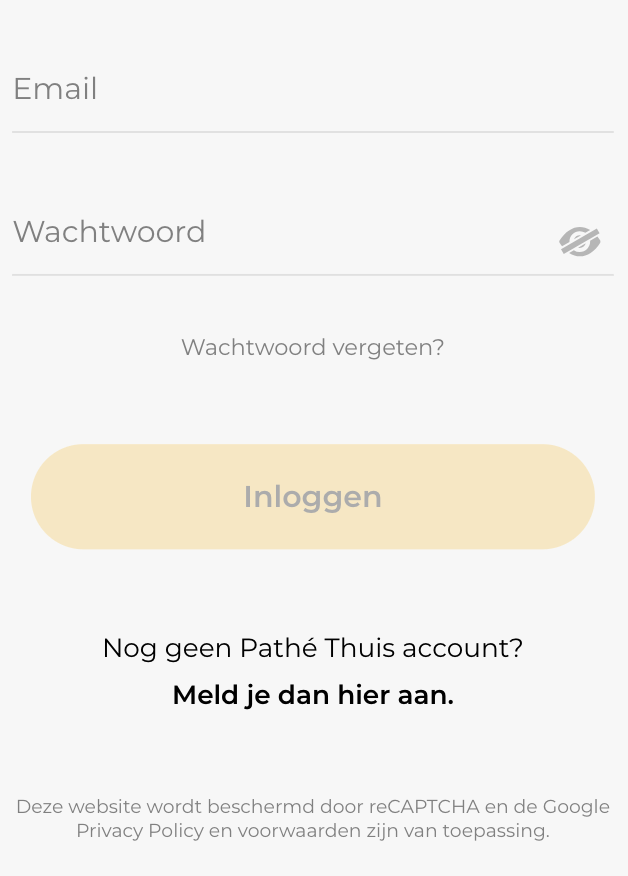 Email
Wachtwoord
Wachtwoord vergeten?
Inloggen
Nog geen Pathé Thuis account?
Meld je dan hier aan.
Deze website wordt beschermd door reCAPTCHA en de Google
Privacy Policy en voorwaarden zijn van toepassing.